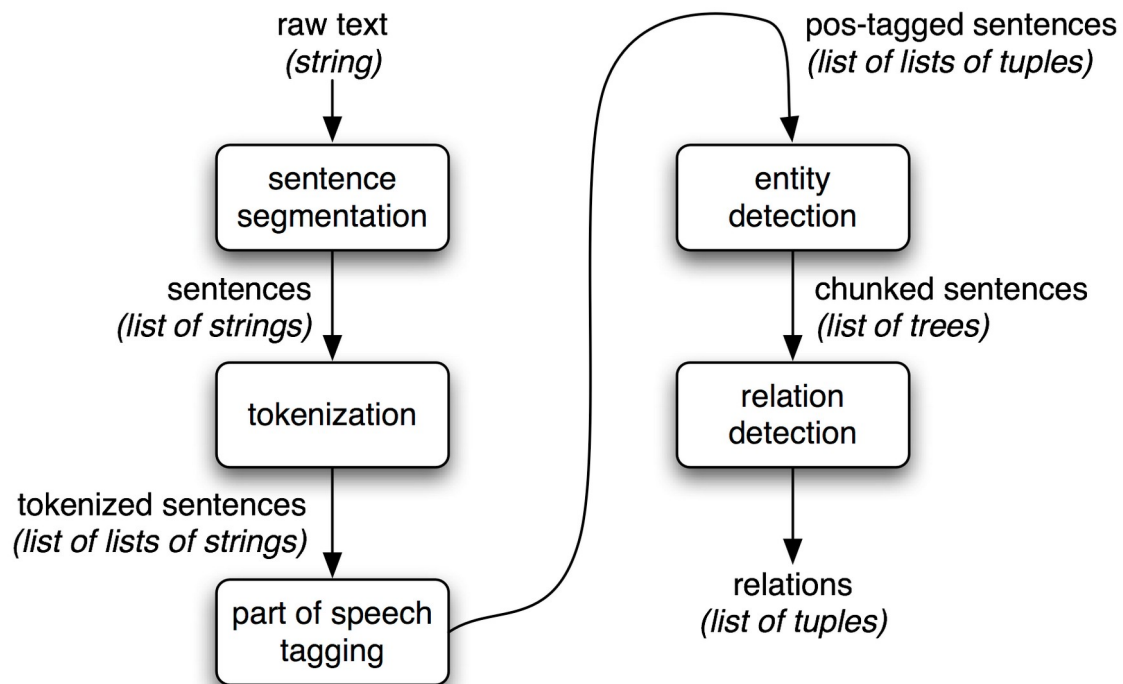 raw text
(string)
sentence
segmentation
sentences
(list of strings)
tokenization
tokenized sentences
(list of lists of strings)
part of speech
tagging
pos-tagged sentences
(list of lists of tuples)
entity
detection
chunked sentences
(list of trees)
relation
detection
relations
(list of tuples)